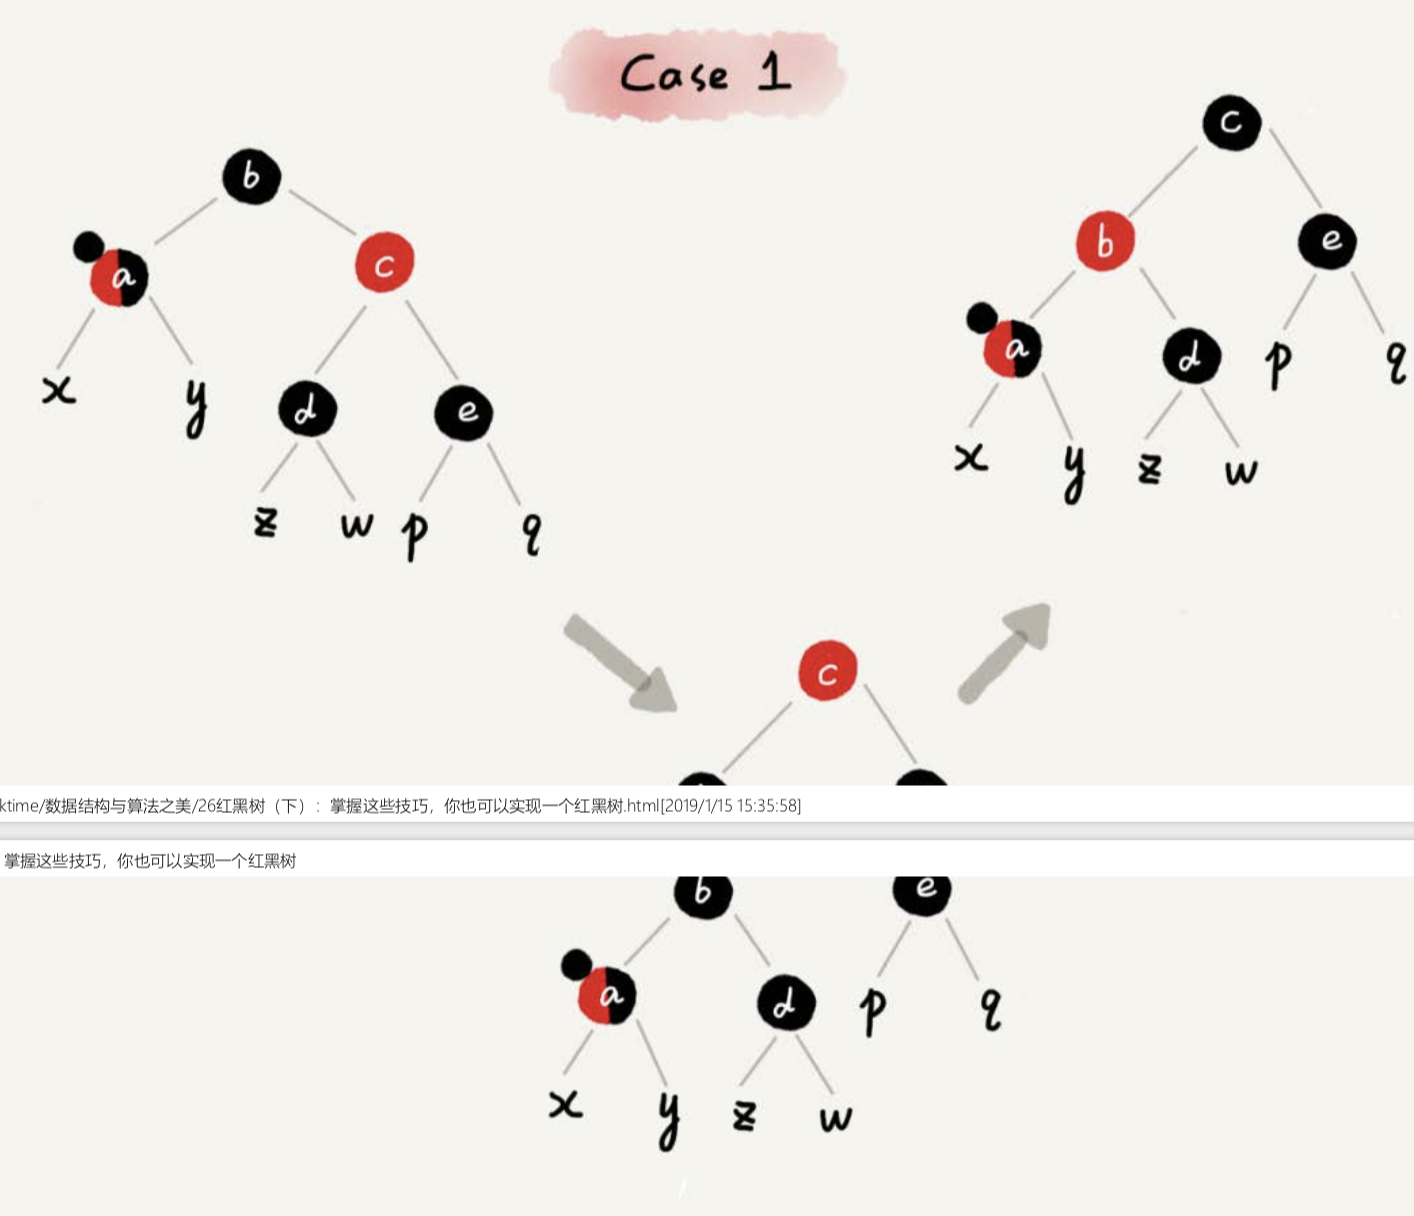 Case 1
b
a
c
x
y
d
e
z
w
p
q
c
b
e
a
d
p
q
x
y
z
w
c
ktime/数据结构与算法之美/26红黑树（下）：掌握这些技巧，你也可以实现一个红黑树.html[2019/1/15 15:35:58]
掌握这些技巧，你也可以实现一个红黑树
b
e
a
d
p
q
x
y
z
w